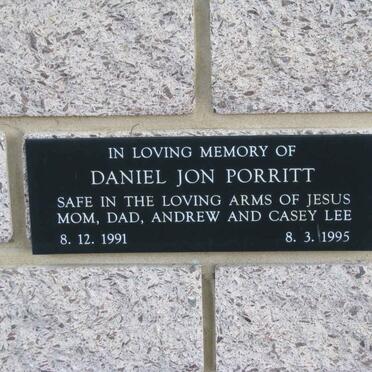 IN LOVING MEMORY OF
DANIEL JON PORRITT
SAFE IN THE LOVING ARMS OF JESUS
MOM, DAD, ANDREW AND CASEY LEE
8. 12. 1991 8. 3. 1995